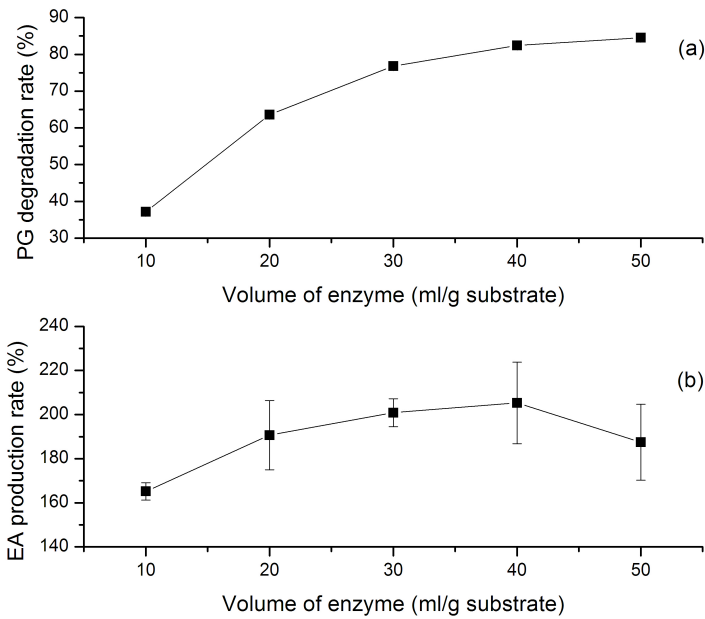 90
80
70
60
50
40
30
PG degradation rate (%)
(a)
10 20 30 40 50
Volume of enzyme (ml/g substrate)
240
220
200
180
160
140
EA production rate (%)
(b)
10 20 30 40 50
Volume of enzyme (ml/g substrate)